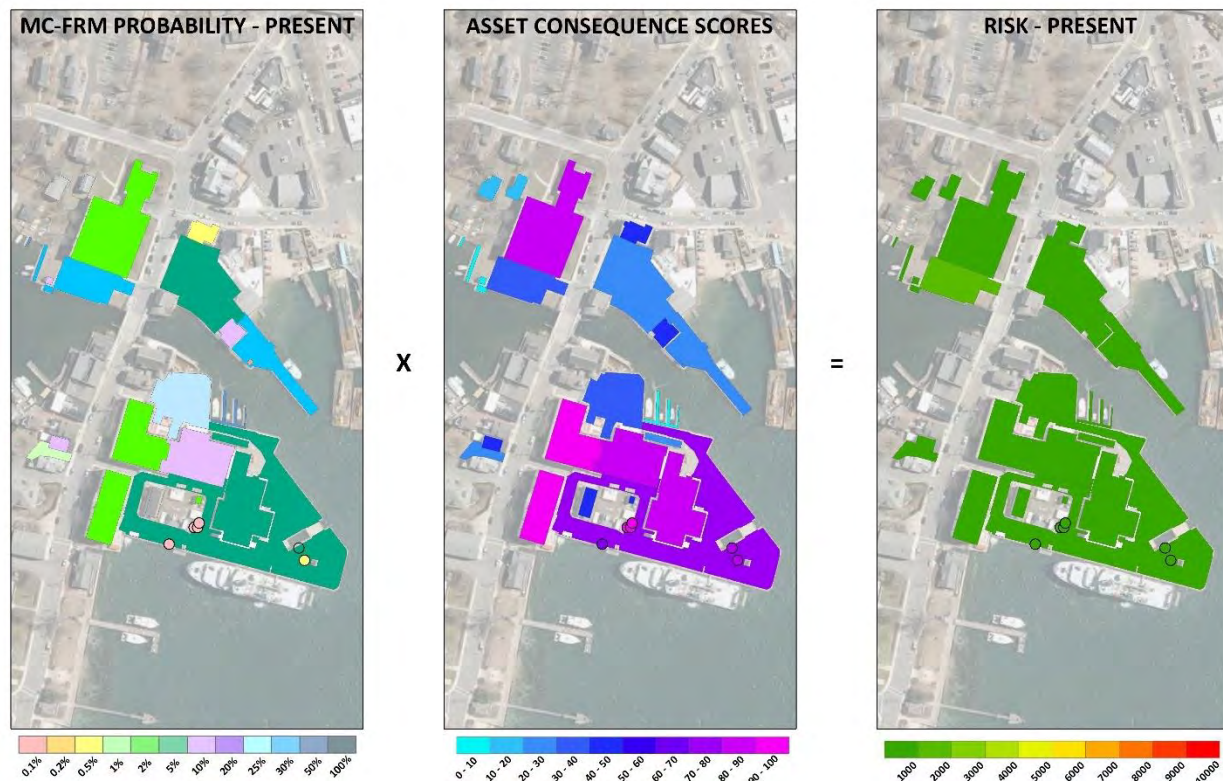 MC-FRM PROBABILITY - PRESENT
ASSET CONSEQUENCE SCORES
RISK - PRESENT
X
=
0.1%
0.2%
0.5%
1%
2%
5%
10%
20%
25%
30%
50%
100%
0 - 10
10 - 20
20 - 30
30 - 40
40 - 50
50 - 60
60 - 70
70 - 80
80 - 90
90 - 100
1000
2000
3000
4000
5000
6000
7000
8000
9000
10000